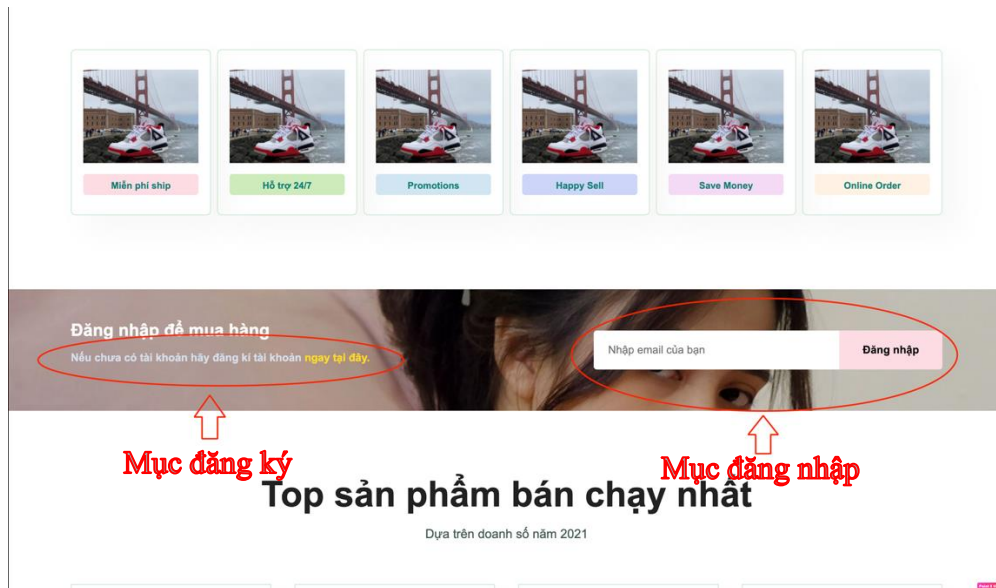 Miễn phí ship
Hỗ trợ 24/7
Promotions
Happy Sell
Save Money
Online Order
Đăng nhập để mua hàng
Nếu chưa có tài khoản hãy đăng kí tài khoản ngay tại đây.
Nhập email của bạn
Đăng nhập
Mục đăng ký
Mục đăng nhập
Top sản phẩm bán chạy nhất
Dựa trên doanh số năm 2021